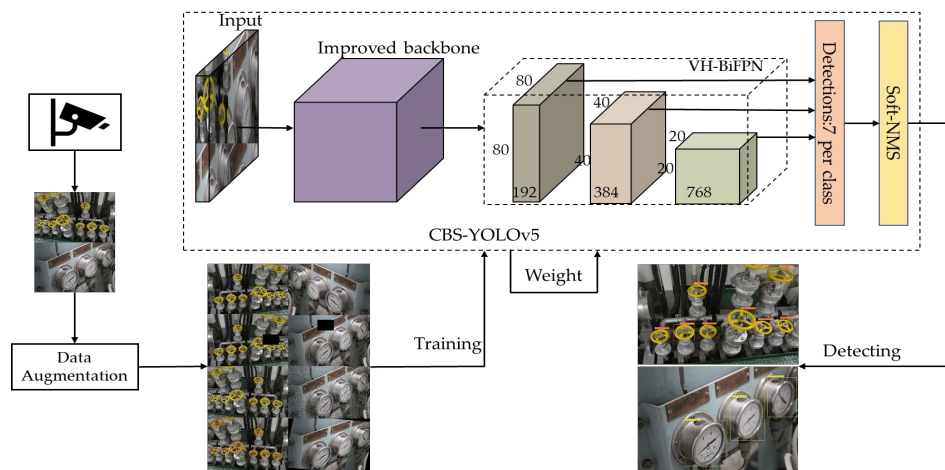 Input
Improved backbone
VH-BiFPN
80
80
192
40
40
384
20
20
768
Detections:7 per class
Soft-NMS
CBS-YOLOv5
Weight
Training
Detecting
Data
Augmentation